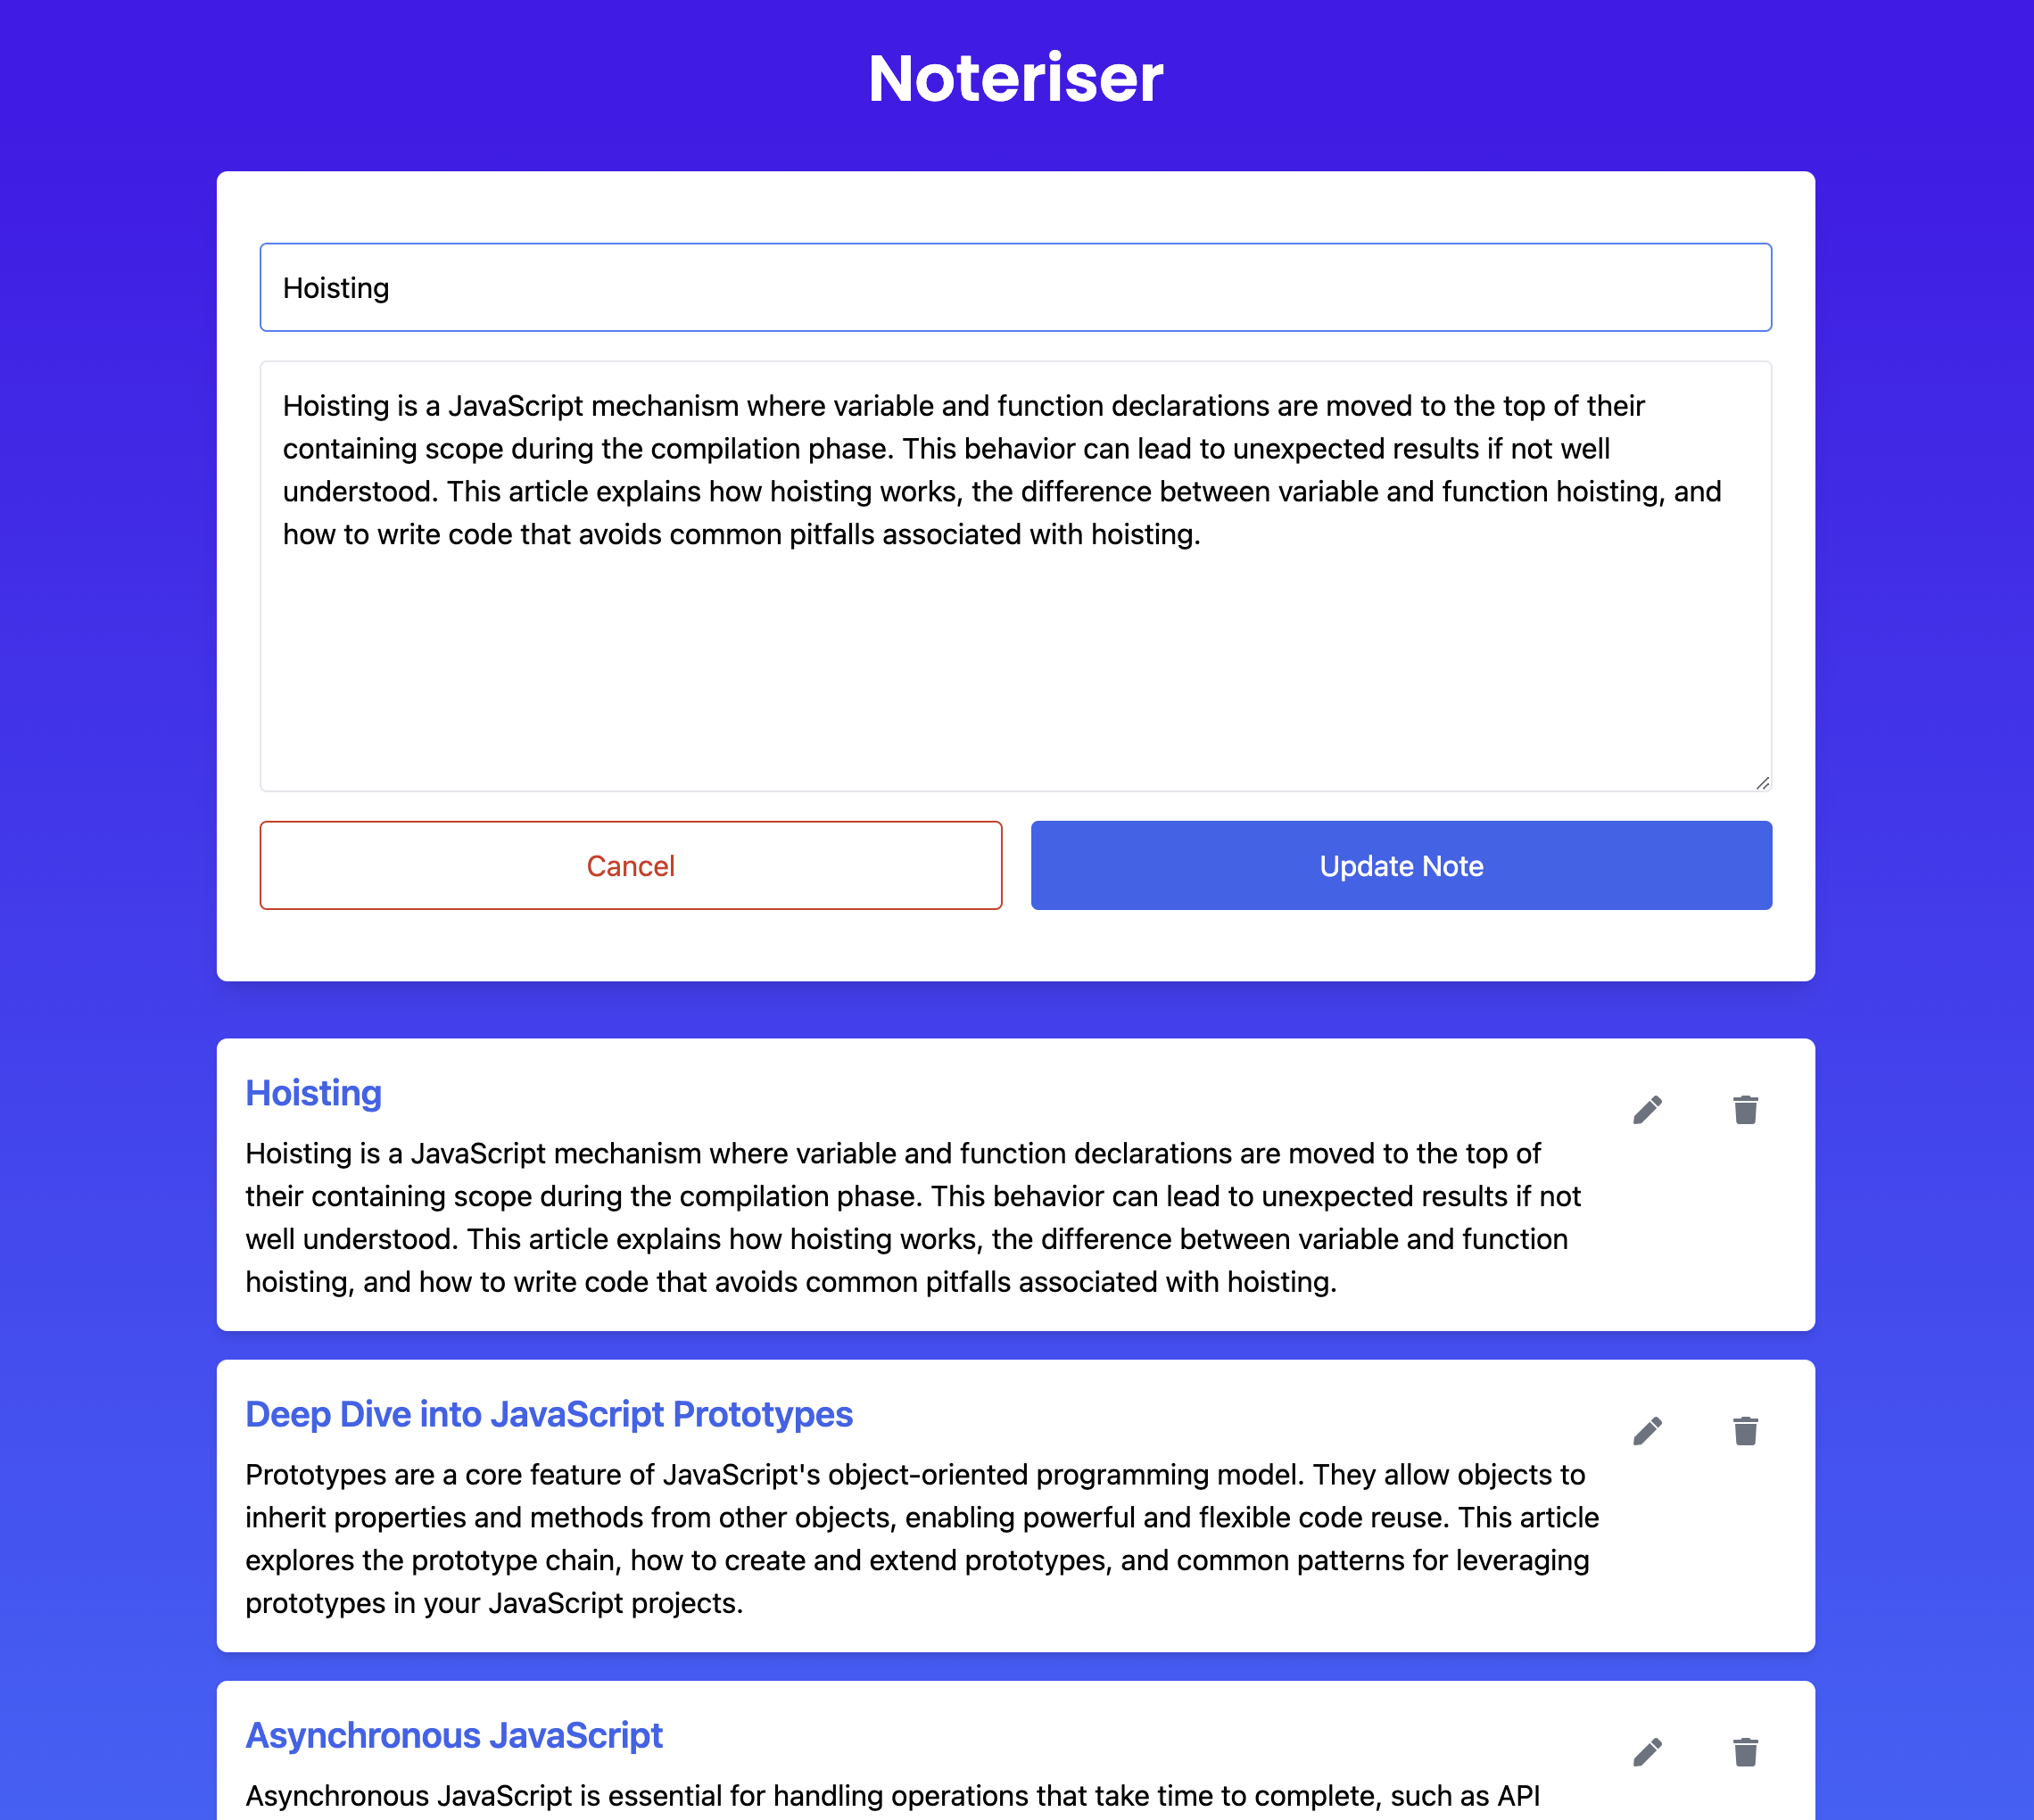 Noteriser
Hoisting
Hoisting is a JavaScript mechanism where variable and function declarations are moved to the top of their
containing scope during the compilation phase. This behavior can lead to unexpected results if not well
understood. This article explains how hoisting works, the difference between variable and function hoisting, and
how to write code that avoids common pitfalls associated with hoisting.
Cancel
Update Note
Hoisting
Hoisting is a JavaScript mechanism where variable and function declarations are moved to the top of
their containing scope during the compilation phase. This behavior can lead to unexpected results if not
well understood. This article explains how hoisting works, the difference between variable and function
hoisting, and how to write code that avoids common pitfalls associated with hoisting.
Deep Dive into JavaScript Prototypes
Prototypes are a core feature of JavaScript's object-oriented programming model. They allow objects to
inherit properties and methods from other objects, enabling powerful and flexible code reuse. This article
explores the prototype chain, how to create and extend prototypes, and common patterns for leveraging
prototypes in your JavaScript projects.
Asynchronous JavaScript
Asynchronous JavaScript is essential for handling operations that take time to complete, such as API